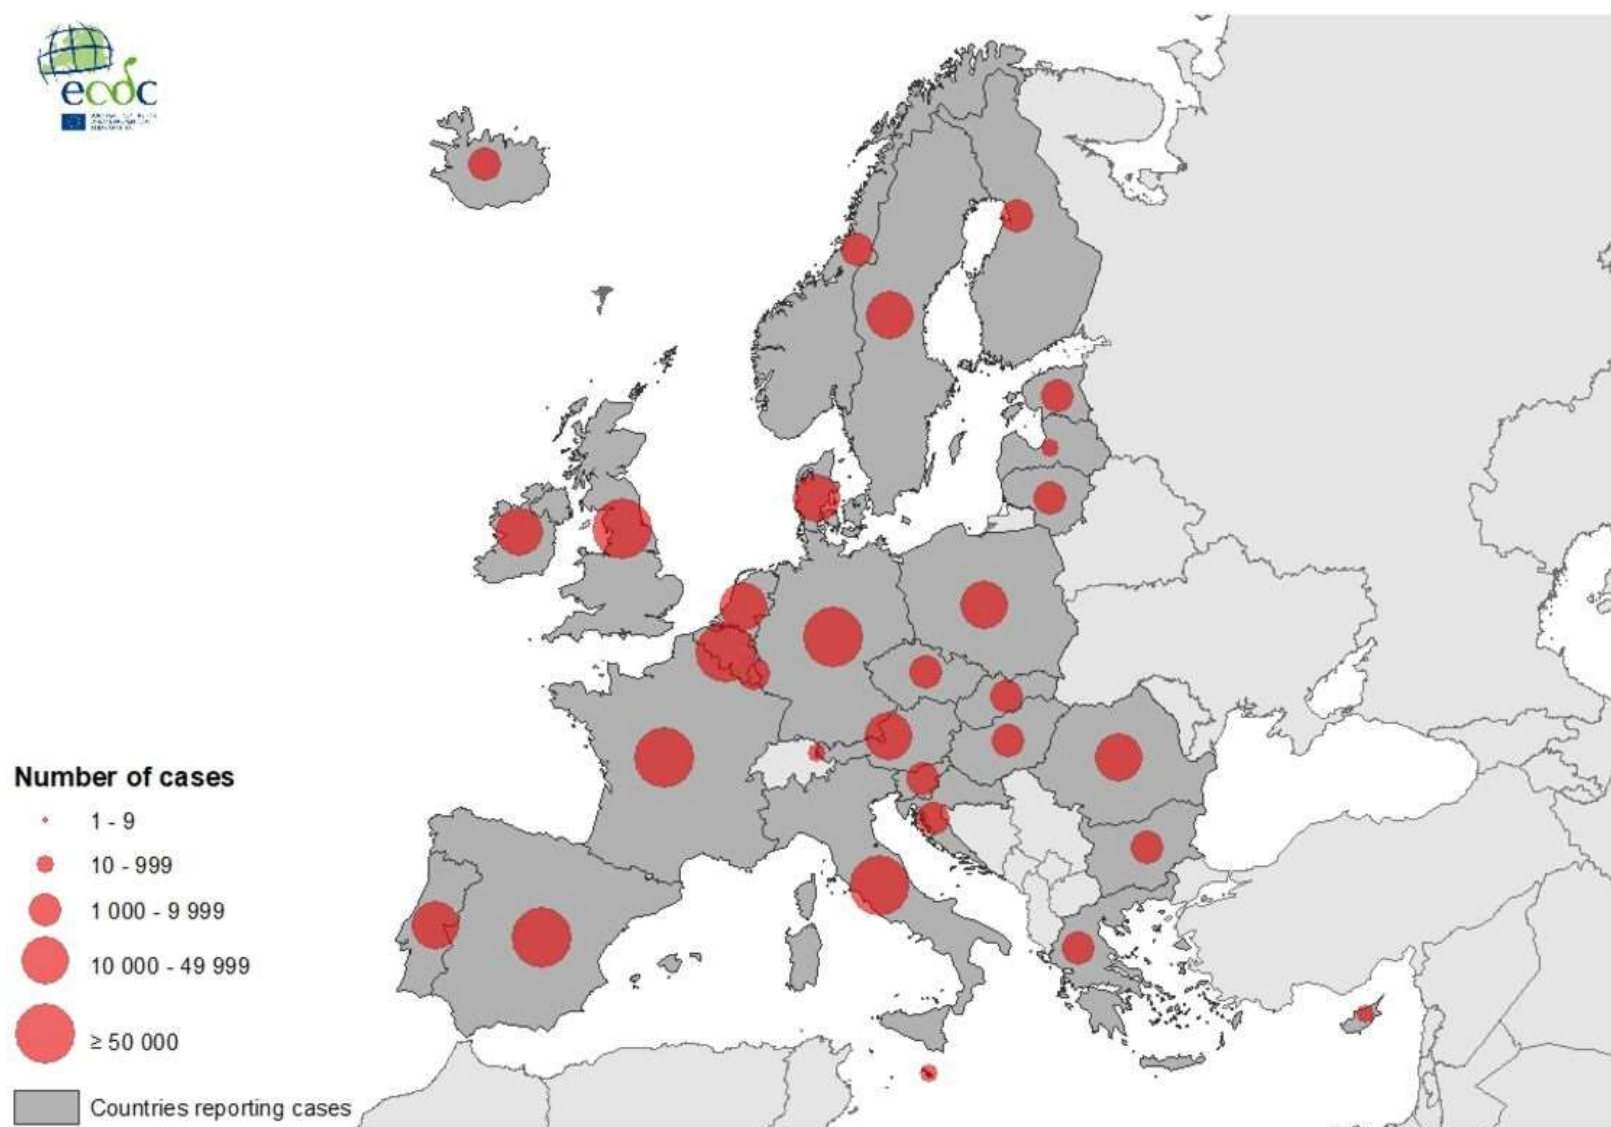 ecdc
Number of cases
1 - 9
10 - 999
1 000 - 9 999
10 000 - 49 999
≥ 50 000
Countries reporting cases